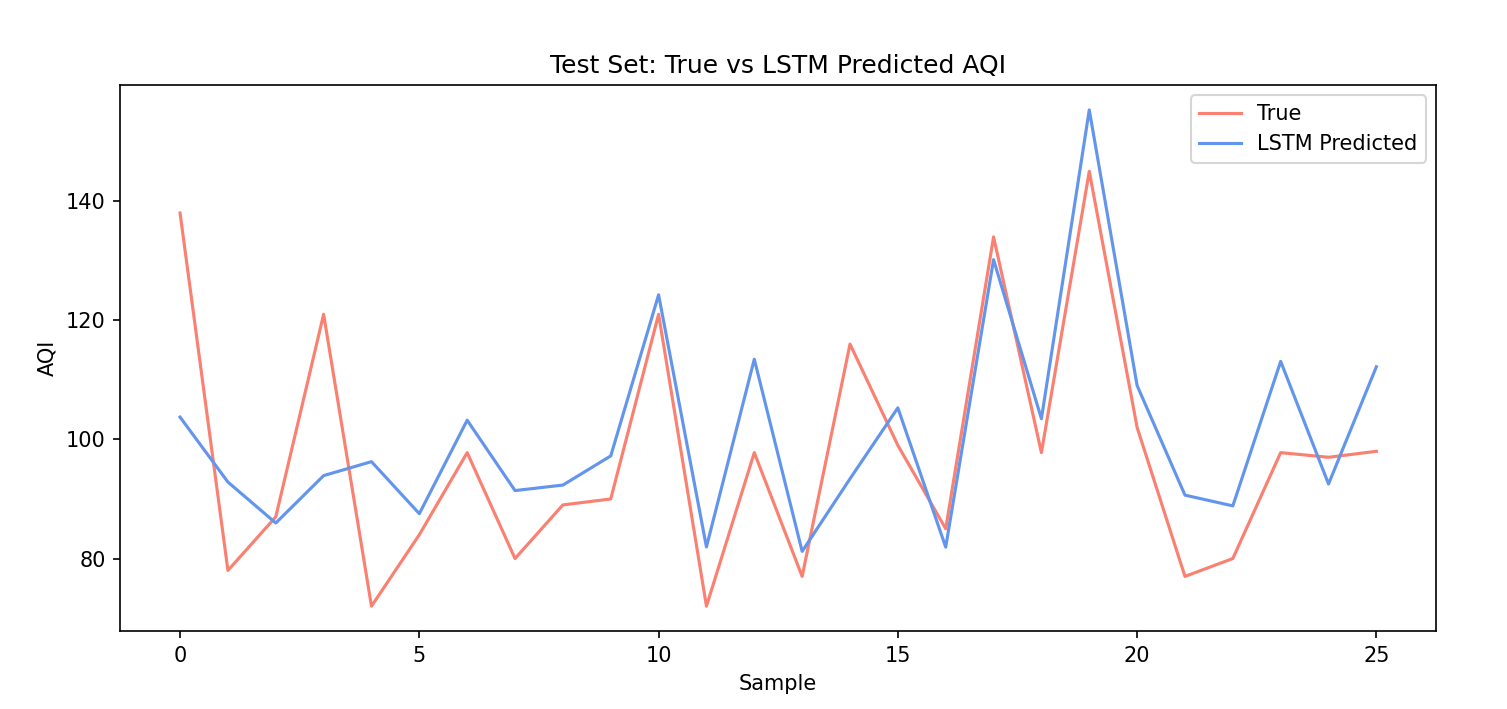 Test Set: True vs LSTM Predicted AQI
True
LSTM Predicted
140
120
100
80
AQI
0 5 10 15 20 25
Sample